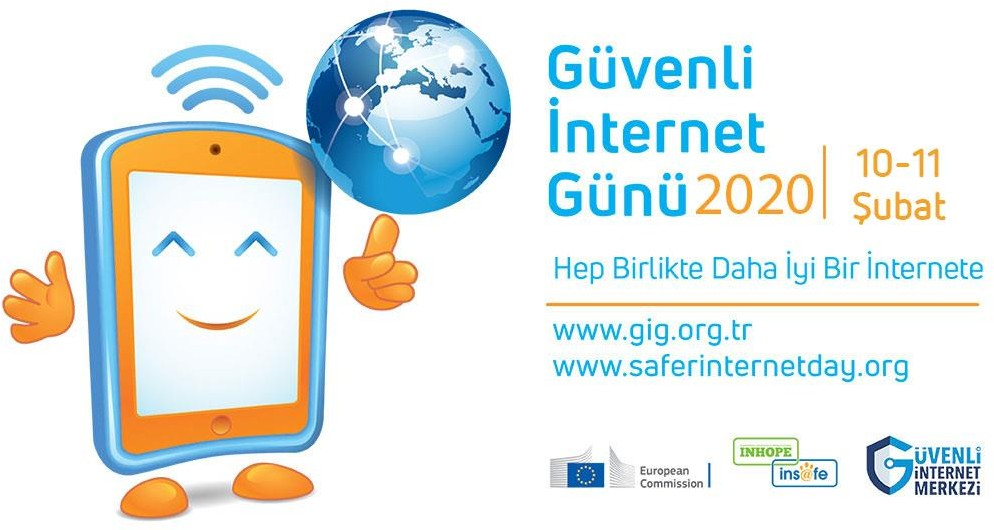 Güvenli
İnternet
Günü 2020
10-11
Şubat
Hep Birlikte Daha İyi Bir İnternete
www.gig.org.tr
www.saferinternetday.org
European
Commission
INHOPE
ins@fe
GÜVENLİ
İNTERNET
MERKEZİ